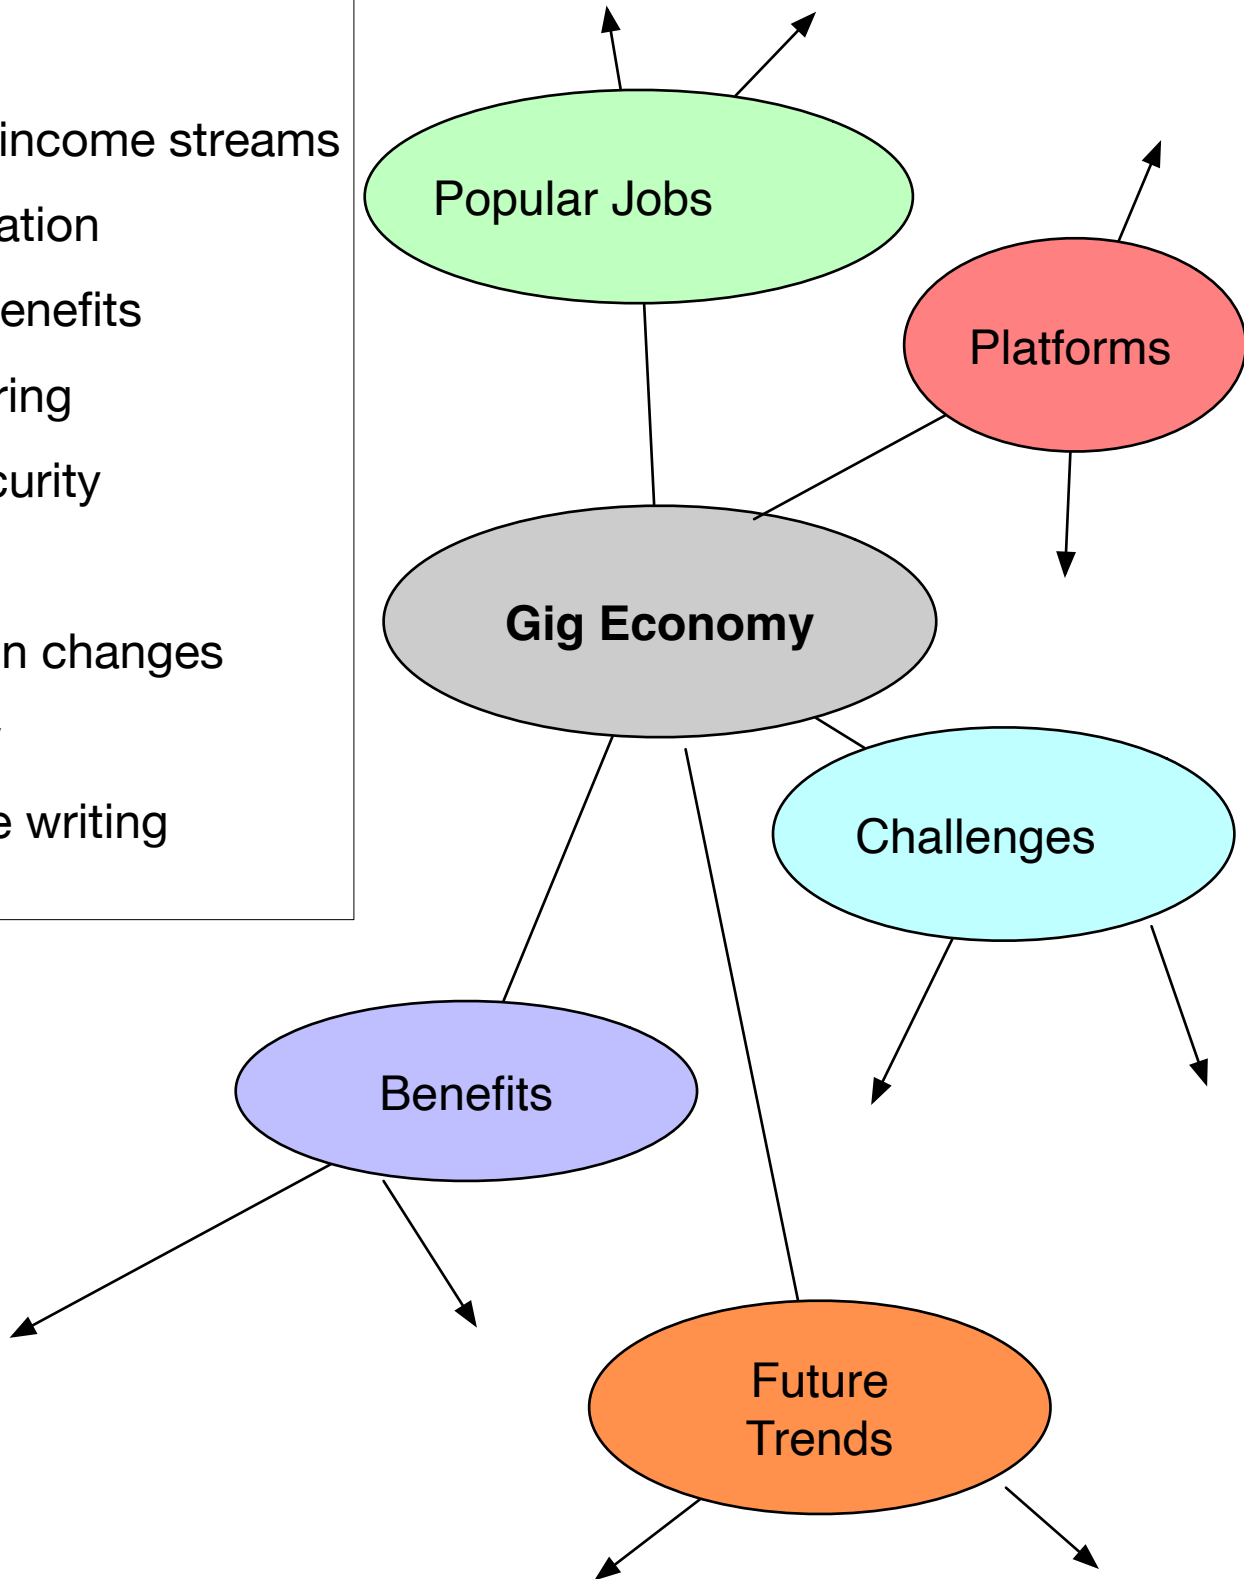 income streams
ation
enefits
ring
curity
n changes
e writing
Popular Jobs
Platforms
Gig Economy
Challenges
Benefits
Future
Trends